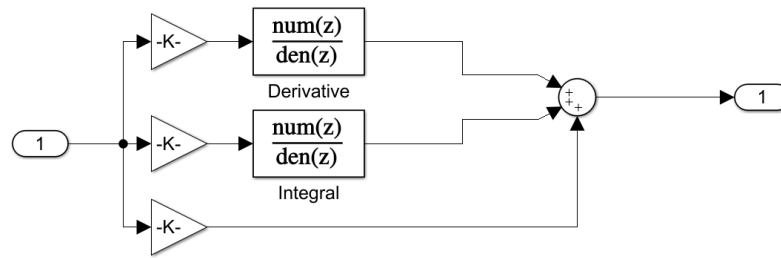 -K-
num(z)
den(z)
Derivative
1
-K-
num(z)
den(z)
Integral
-K-
+
+
+
1